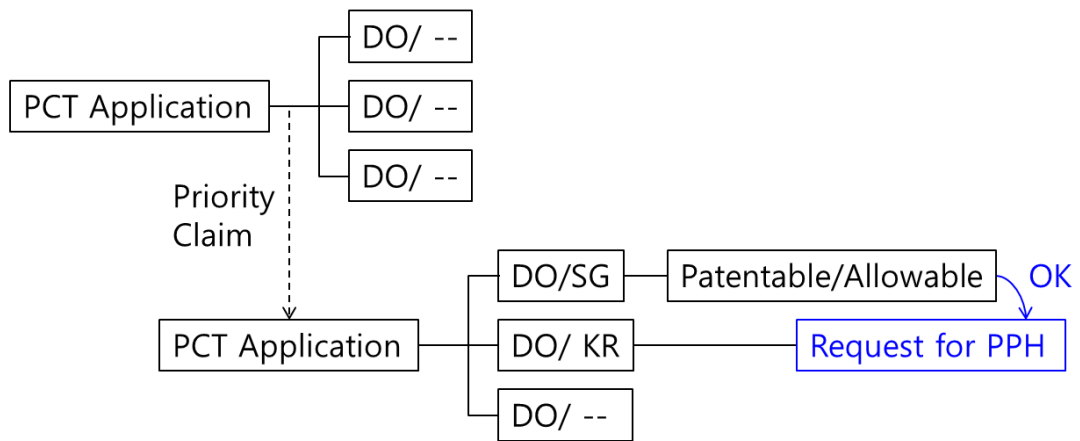 DO/ --
PCT Application
DO/ --
DO/ --
Priority
Claim
DO/SG
Patentable/Allowable
OK
PCT Application
DO/ KR
Request for PPH
DO/ --